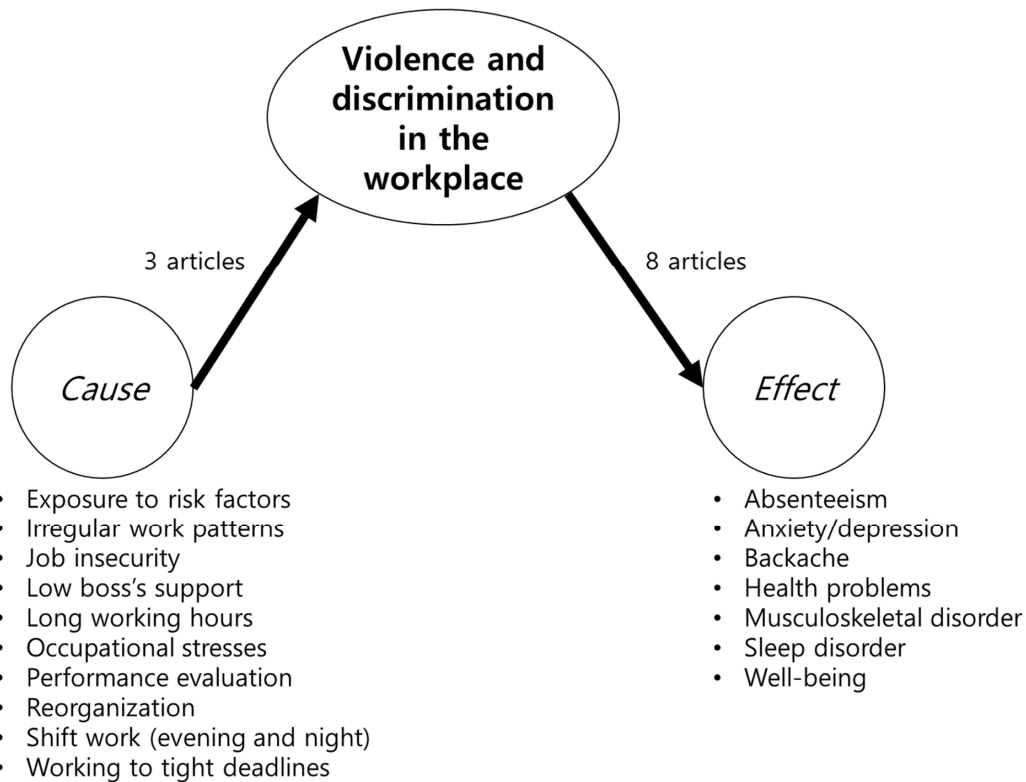 Violence and
discrimination
in the
workplace
3 articles
8 articles
Cause
Effect
• Exposure to risk factors
• Irregular work patterns
• Job insecurity
• Low boss's support
• Long working hours
• Occupational stresses
• Performance evaluation
• Reorganization
• Shift work (evening and night)
• Working to tight deadlines
• Absenteeism
• Anxiety/depression
• Backache
• Health problems
• Musculoskeletal disorder
• Sleep disorder
• Well-being